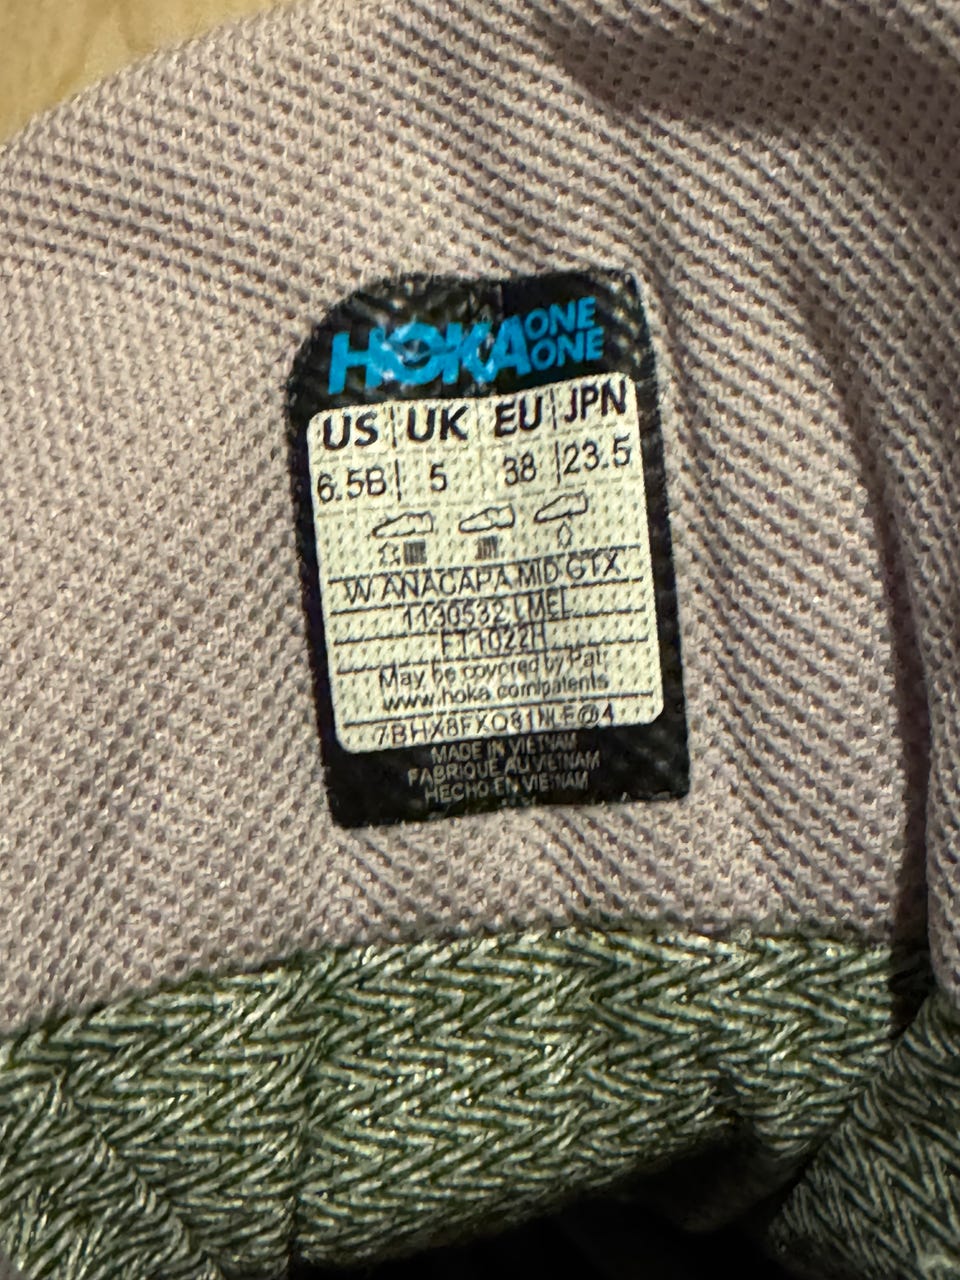 HOKA ONE ONE
US | UK EU | JPN
6.5B | 5 38 | 23.5
W ANACAPA MID GTX
1130532 LMEL
FT1022H
May be covered by Pat:
www.hoka.com/patents
7BHX8FXQ81NLF@4
MADE IN VIETNAM
FABRIQUE AU VIETNAM
HECHO EN VIETNAM